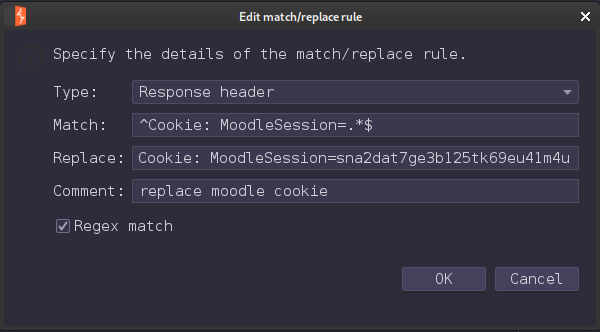 Edit match/replace rule
Specify the details of the match/replace rule.
Type: Response header
Match: ^Cookie: MoodleSession=.*$
Replace: Cookie: MoodleSession=sna2dat7ge3b125tk69eu41m4u
Comment: replace moodle cookie
Regex match
OK Cancel